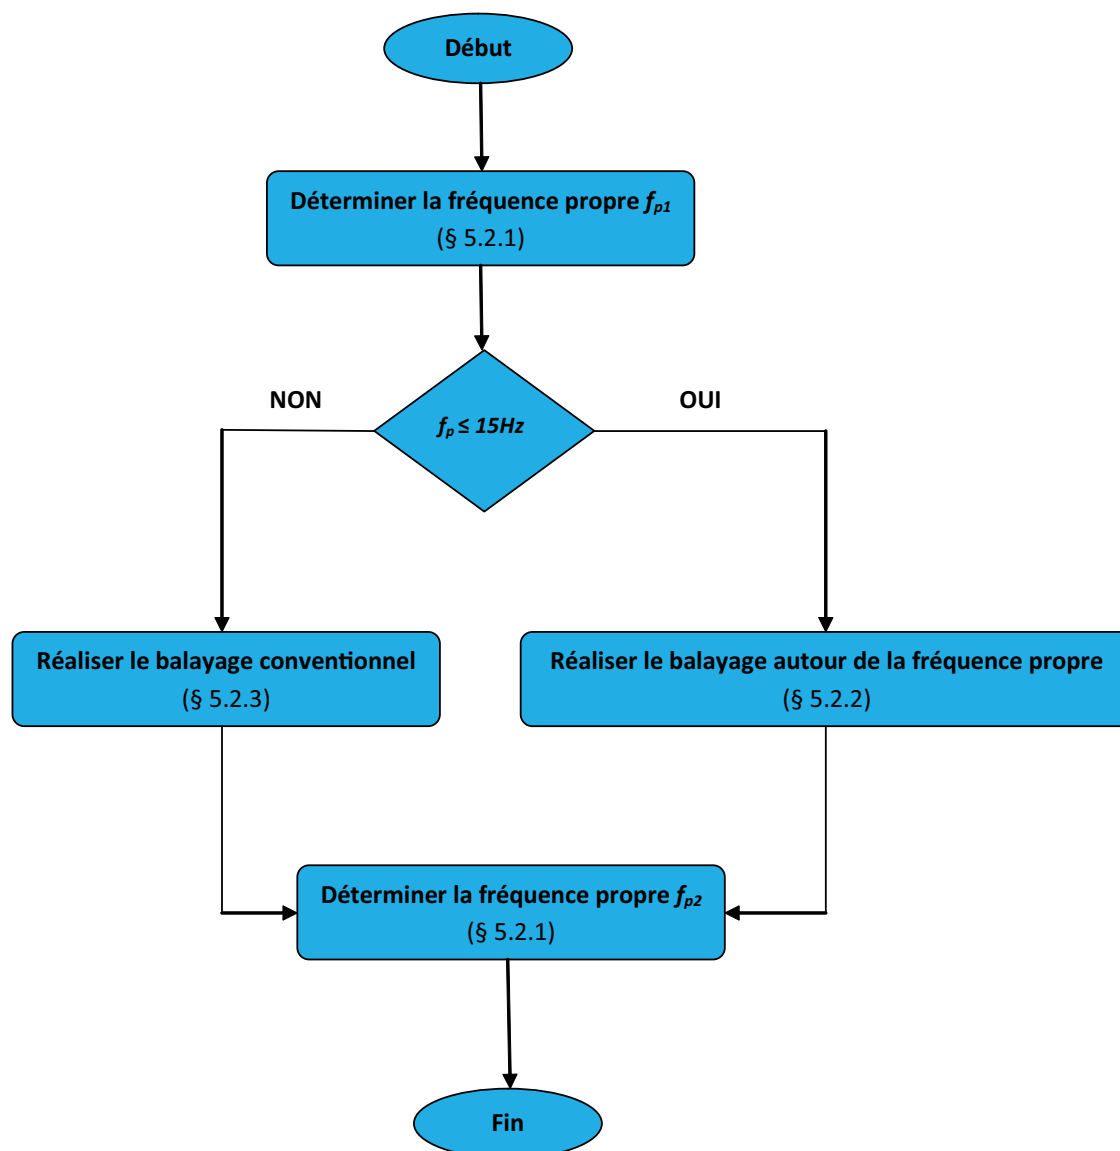 Début
Déterminer la fréquence propre fp1
(§ 5.2.1)
NON
OUI
fp ≤ 15Hz
Réaliser le balayage conventionnel
(§ 5.2.3)
Réaliser le balayage autour de la fréquence propre
(§ 5.2.2)
Déterminer la fréquence propre fp2
(§ 5.2.1)
Fin